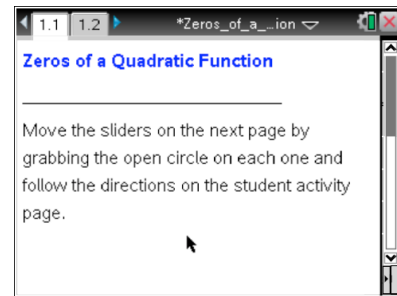 1.1 1.2 *Zeros_of_a_...ion
Zeros of a Quadratic Function
Move the sliders on the next page by
grabbing the open circle on each one and
follow the directions on the student activity
page.